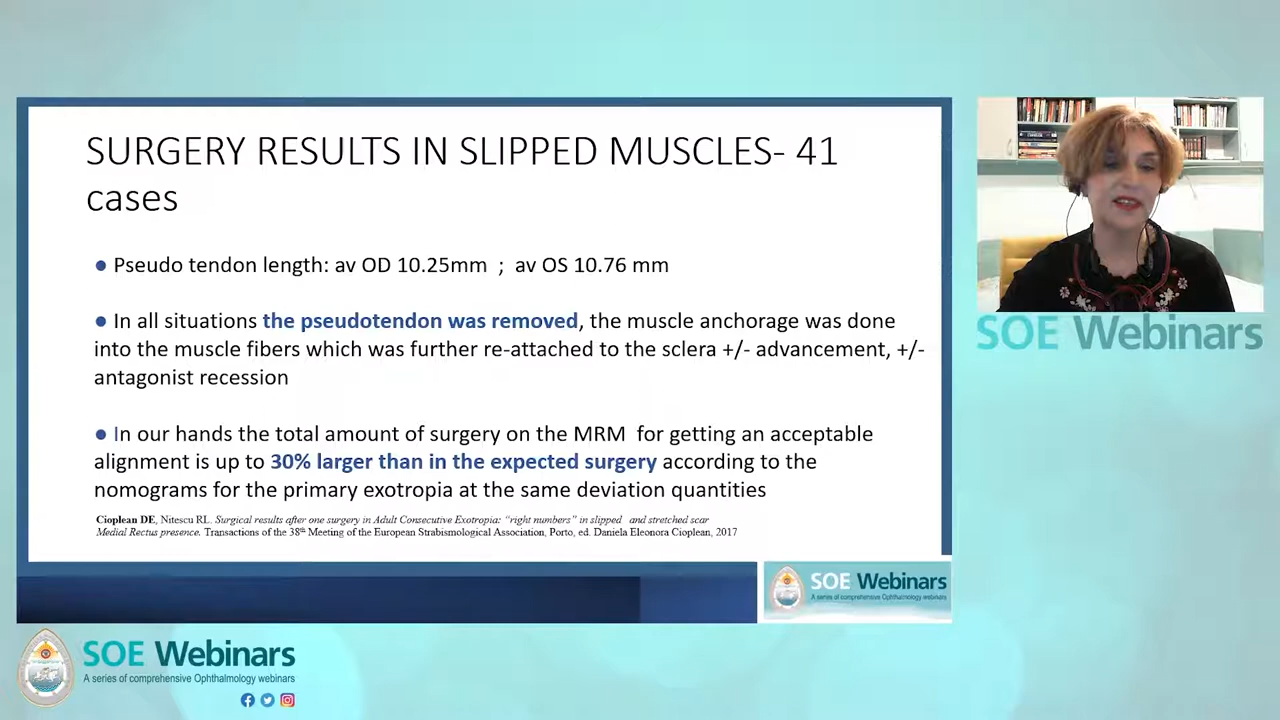 SURGERY RESULTS IN SLIPPED MUSCLES- 41
cases
● Pseudo tendon length: av OD 10.25mm ; av OS 10.76 mm
● In all situations the pseudotendon was removed, the muscle anchorage was done
into the muscle fibers which was further re-attached to the sclera +/- advancement, +/-
antagonist recession
● In our hands the total amount of surgery on the MRM for getting an acceptable
alignment is up to 30% larger than in the expected surgery according to the
nomograms for the primary exotropia at the same deviation quantities
Cioplean DE, Nitescu RL. Surgical results after one surgery in Adult Consecutive Exotropia: “right numbers” in slipped and stretched scar
Medial Rectus presence. Transactions of the 38th Meeting of the European Strabismological Association, Porto, ed. Daniela Eleonora Cioplean, 2017
SOE Webinars
SOE Webinars
A series of comprehensive Ophthalmology webinars
SOE Webinars
A series of comprehensive Ophthalmology webinars